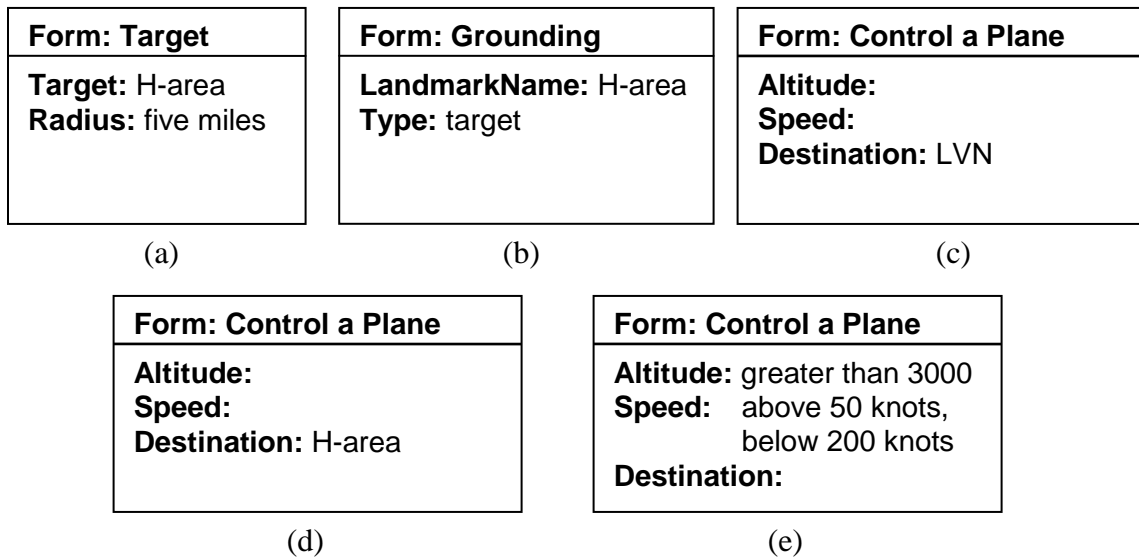 Form: Target
Target: H-area
Radius: five miles
(a)
Form: Grounding
LandmarkName: H-area
Type: target
(b)
Form: Control a Plane
Altitude:
Speed:
Destination: LVN
(c)
Form: Control a Plane
Altitude:
Speed:
Destination: H-area
(d)
Form: Control a Plane
Altitude: greater than 3000
Speed: above 50 knots,
below 200 knots
Destination:
(e)